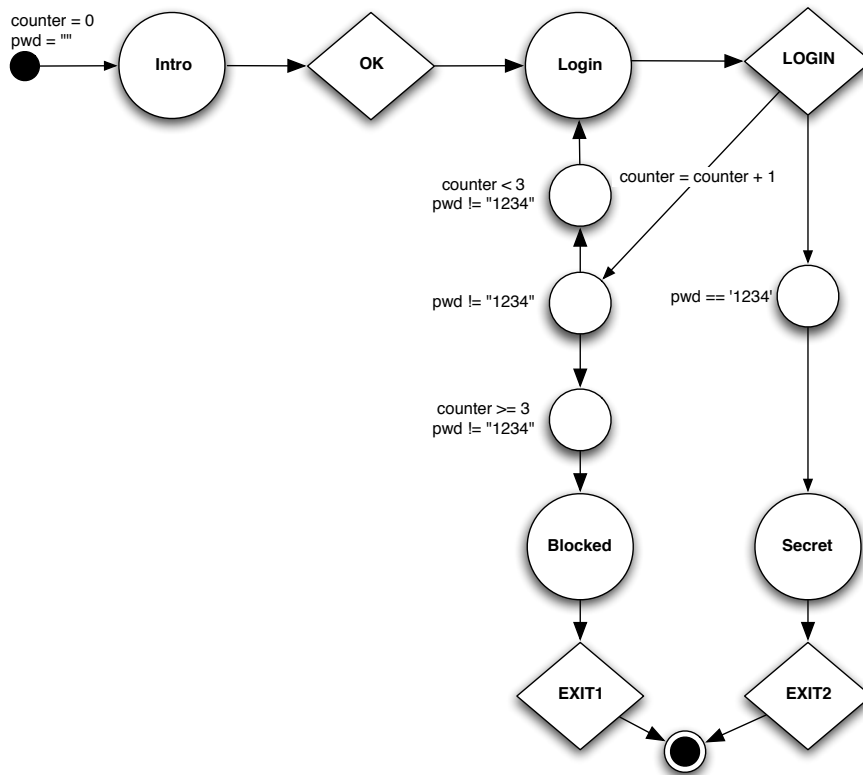 counter = 0
pwd = ""
Intro
OK
Login
LOGIN
counter < 3
pwd != "1234"
counter = counter + 1
pwd != "1234"
pwd == '1234'
counter >= 3
pwd != "1234"
Blocked
Secret
EXIT1
EXIT2